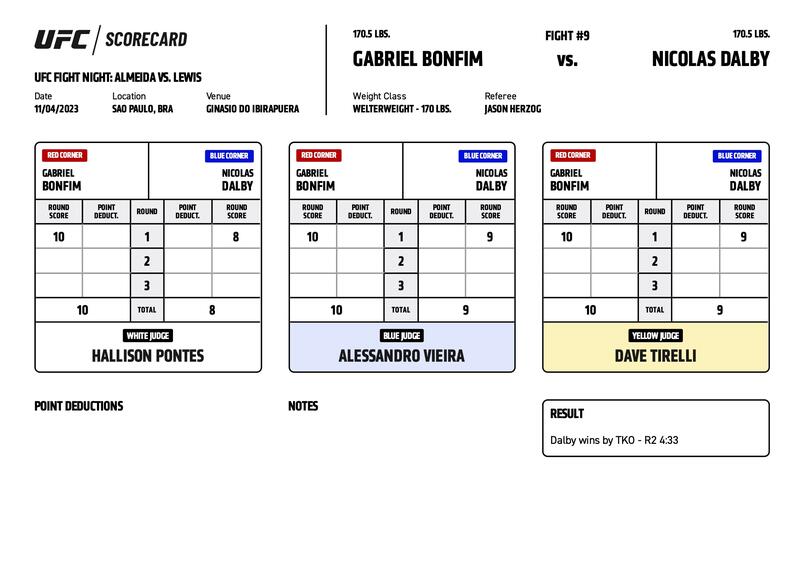 UFC / SCORECARD
UFC FIGHT NIGHT: ALMEIDA VS. LEWIS
Date Location Venue
11/04/2023 SAO PAULO, BRA GINASIO DO IBIRAPUERA
170.5 LBS. FIGHT #9 170.5 LBS.
GABRIEL BONFIM VS. NICOLAS DALBY
Weight Class Referee
WELTERWEIGHT - 170 LBS. JASON HERZOG
RED CORNER BLUE CORNER
GABRIEL NICOLAS
BONFIM DALBY
ROUND SCORE POINT DEDUCT. ROUND POINT DEDUCT. ROUND SCORE
10 1 8
2
3
10 TOTAL 8
WHITE JUDGE
HALLISON PONTES
RED CORNER BLUE CORNER
GABRIEL NICOLAS
BONFIM DALBY
ROUND SCORE POINT DEDUCT. ROUND POINT DEDUCT. ROUND SCORE
10 1 9
2
3
10 TOTAL 9
BLUE JUDGE
ALESSANDRO VIEIRA
RED CORNER BLUE CORNER
GABRIEL NICOLAS
BONFIM DALBY
ROUND SCORE POINT DEDUCT. ROUND POINT DEDUCT. ROUND SCORE
10 1 9
2
3
10 TOTAL 9
YELLOW JUDGE
DAVE TIRELLI
POINT DEDUCTIONS
NOTES
RESULT
Dalby wins by TKO - R2 4:33